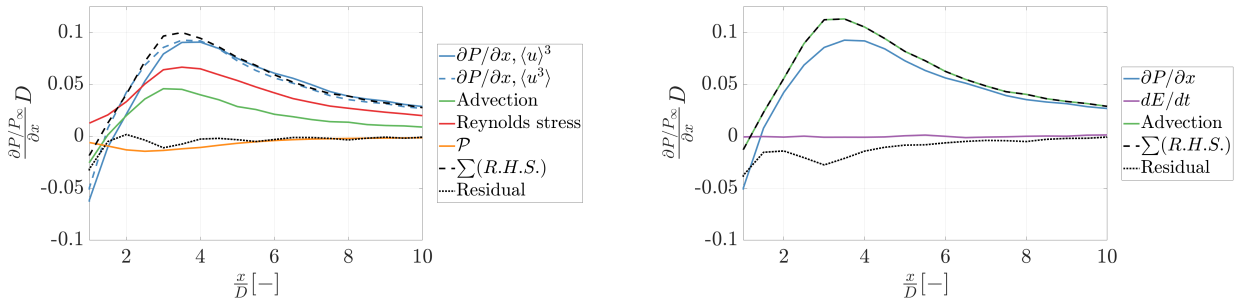 0.1
0.05
0
-0.05
-0.1
2
4
6
8
10
∂P/P∞/∂x D
x/D [−]
∂P/∂x, ⟨u⟩³
∂P/∂x, ⟨u³⟩
Advection
Reynolds stress
𝒫
∑(R.H.S.)
Residual
0.1
0.05
0
-0.05
-0.1
2
4
6
8
10
∂P/P∞/∂x D
x/D [−]
∂P/∂x
dE/dt
Advection
∑(R.H.S.)
Residual